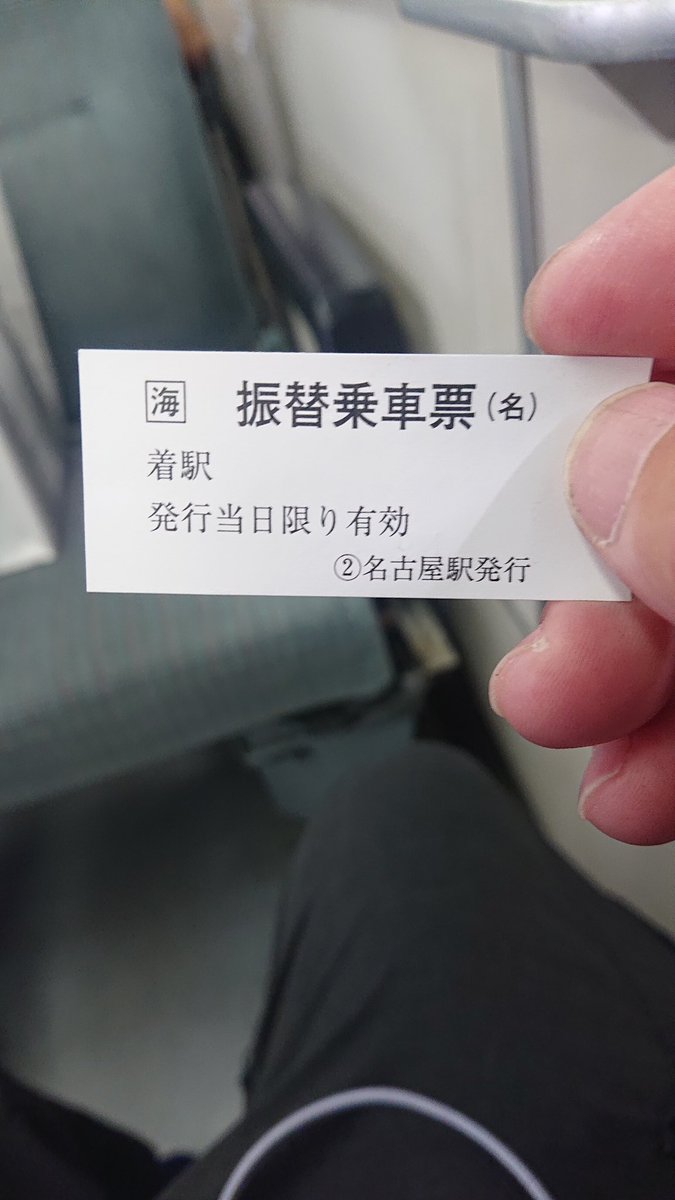 海 振替乗車票(名)
着駅
発行当日限り有効
②名古屋駅発行